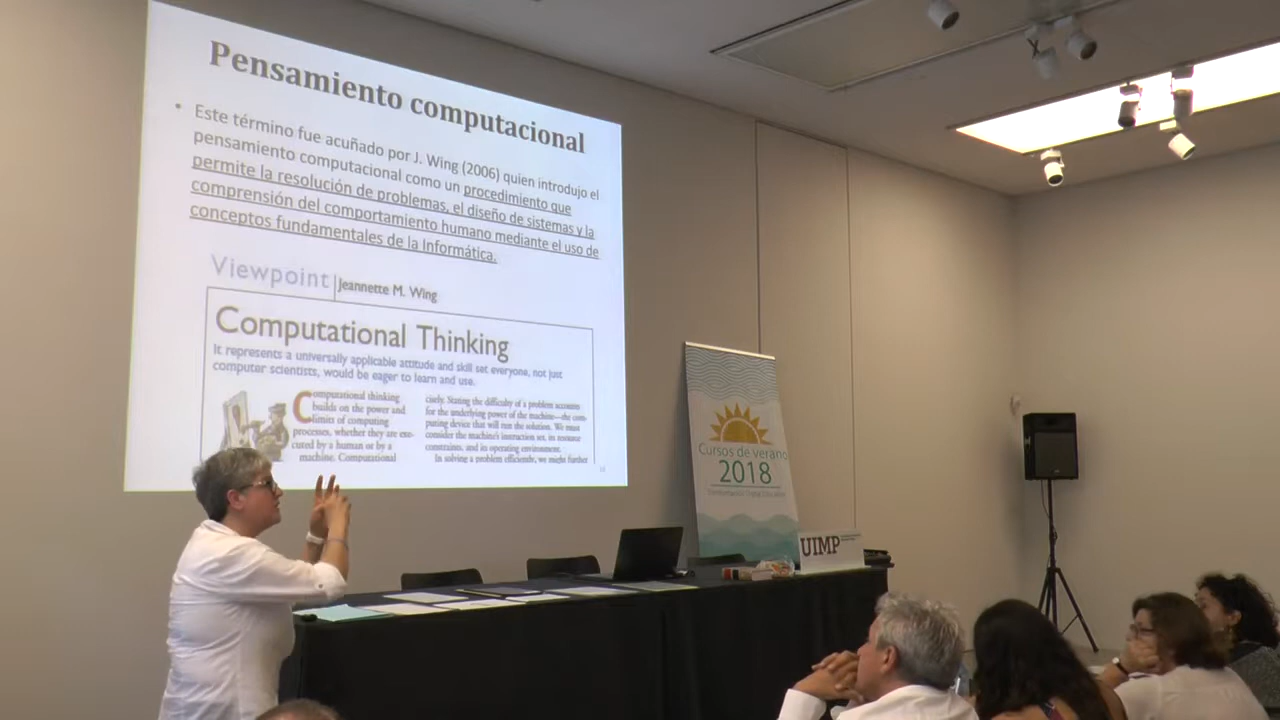 Pensamiento computacional
• Este término fue acuñado por J. Wing (2006) quien introdujo el
pensamiento computacional como un procedimiento que
permite la resolución de problemas, el diseño de sistemas y la
comprensión del comportamiento humano mediante el uso de
conceptos fundamentales de la Informática.
Viewpoint | Jeannette M. Wing
Computational Thinking
It represents a universally applicable attitude and skill set everyone, not just
computer scientists, would be eager to learn and use.
Computational thinking
builds on the power and
limits of computing
processes, whether they are exe-
cuted by a human or by a
machine. Computational
cisely. Stating the difficulty of a problem accounts
for the underlying power of the machine—the com-
puting device that will run the solution. We must
consider the machine's instruction set, its resource
constraints, and its operating environment.
In solving a problem efficiently, we might further
Cursos de verano
2018
UIMP